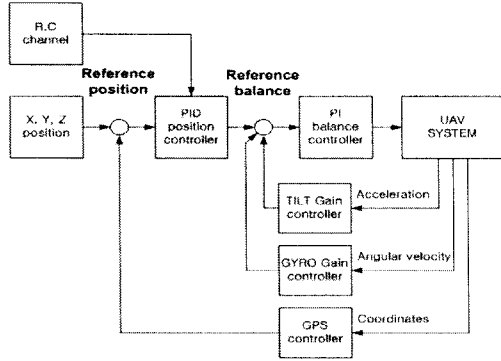 R.C
channel
Reference
position
Reference
balance
X, Y, Z
position
PID
position
controller
PI
balance
controller
UAV
SYSTEM
TILT Gain
controller
Acceleration
GYRO Gain
controller
Angular velocity
GPS
controller
Coordinates